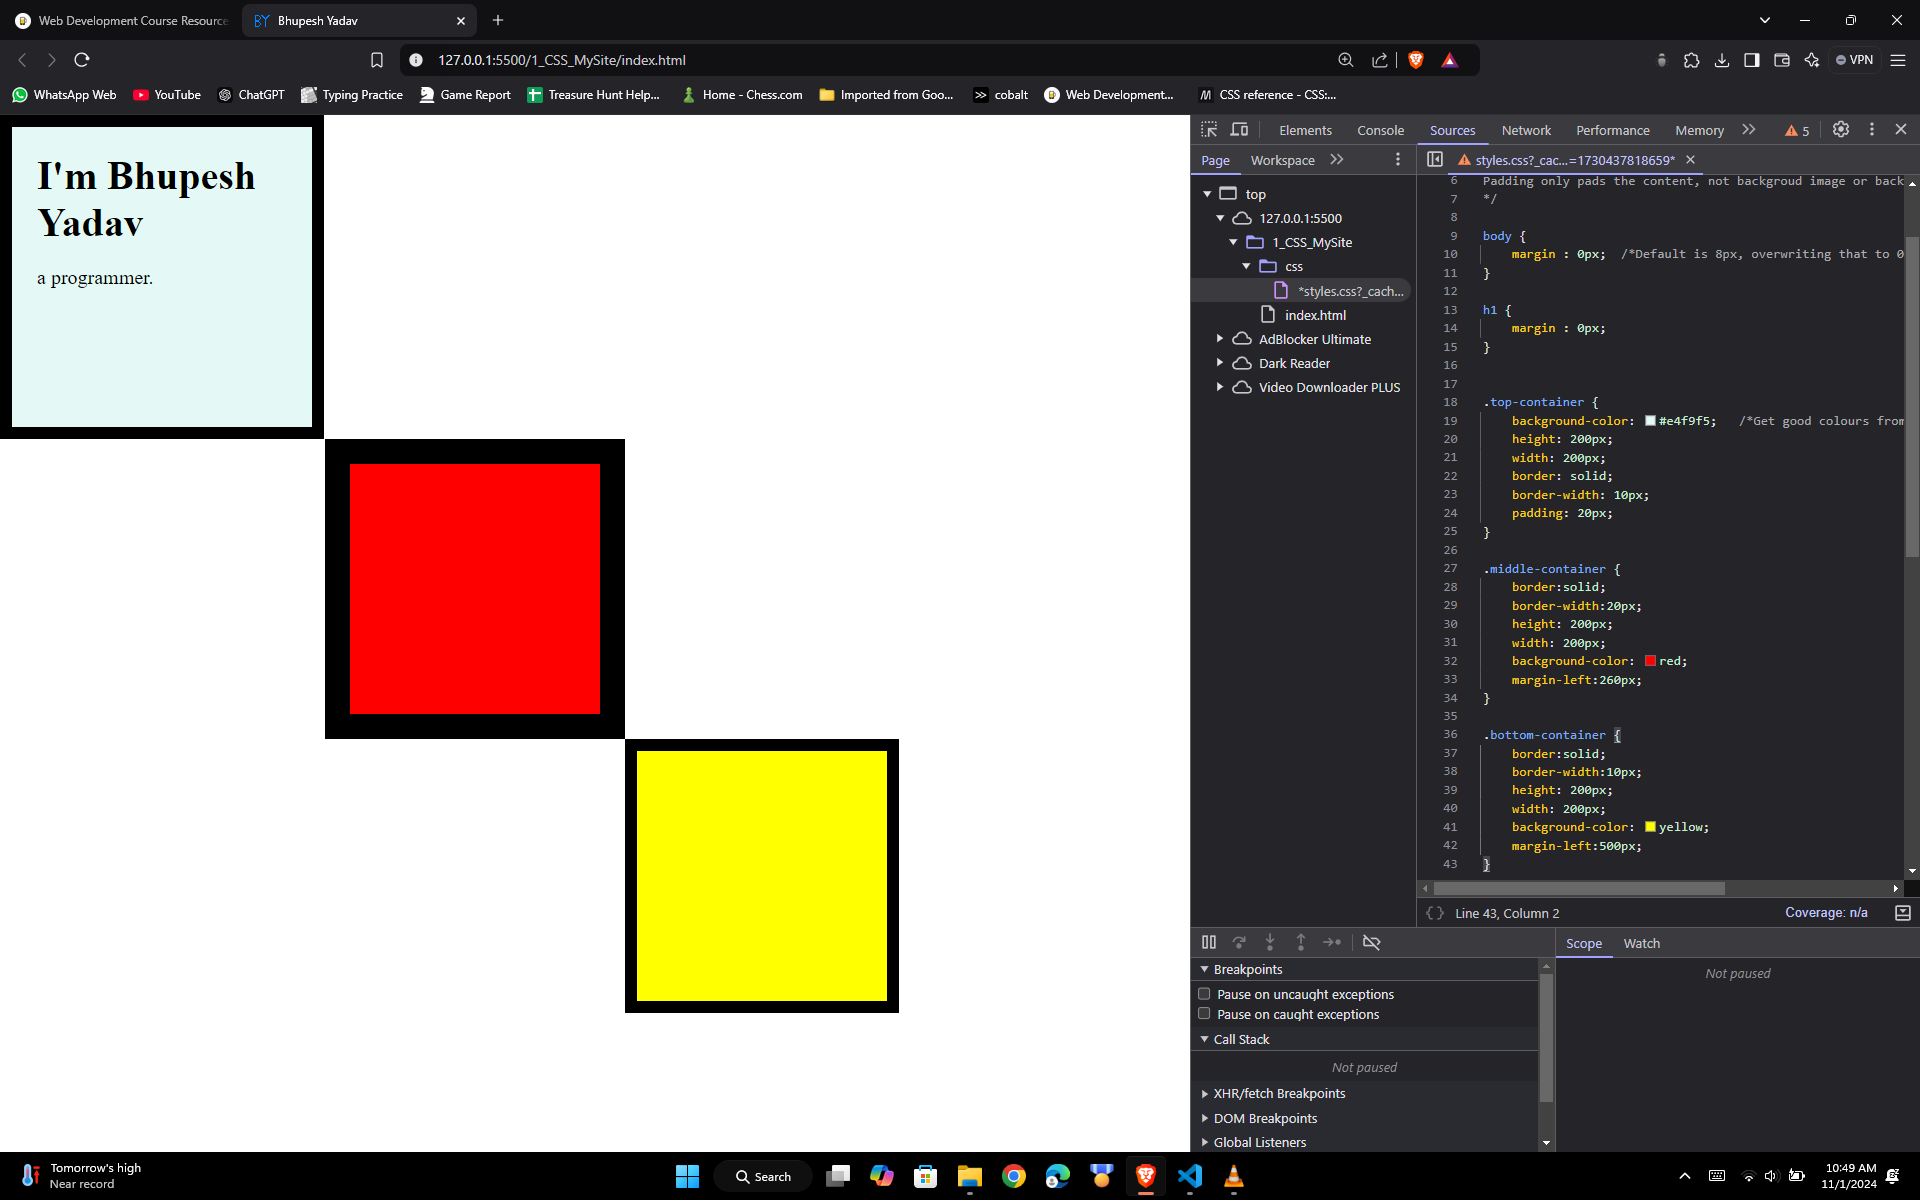 Web Development Course Resource
Bhupesh Yadav
127.0.0.1:5500/1_CSS_MySite/index.html
VPN
WhatsApp Web
YouTube
ChatGPT
Typing Practice
Game Report
Treasure Hunt Help...
Home - Chess.com
Imported from Goo...
cobalt
Web Development...
CSS reference - CSS:...
I'm Bhupesh
Yadav
a programmer.
Elements
Console
Sources
Network
Performance
Memory
5
Page
Workspace
styles.css?_cac...=1730437818659*
top
127.0.0.1:5500
1_CSS_MySite
css
*styles.css?_cach...
index.html
AdBlocker Ultimate
Dark Reader
Video Downloader PLUS
6 Padding only pads the content, not backgroud image or back
7 */
8
9 body {
10 margin : 0px; /*Default is 8px, overwriting that to 0
11 }
12
13 h1 {
14 margin : 0px;
15 }
16
17
18 .top-container {
19 background-color: #e4f9f5; /*Get good colours from
20 height: 200px;
21 width: 200px;
22 border: solid;
23 border-width: 10px;
24 padding: 20px;
25 }
26
27 .middle-container {
28 border:solid;
29 border-width:20px;
30 height: 200px;
31 width: 200px;
32 background-color: red;
33 margin-left:260px;
34 }
35
36 .bottom-container {
37 border:solid;
38 border-width:10px;
39 height: 200px;
40 width: 200px;
41 background-color: yellow;
42 margin-left:500px;
43 }
{} Line 43, Column 2
Coverage: n/a
Scope
Watch
Not paused
Breakpoints
Pause on uncaught exceptions
Pause on caught exceptions
Call Stack
Not paused
XHR/fetch Breakpoints
DOM Breakpoints
Global Listeners
Tomorrow's high
Near record
Search
10:49 AM
11/1/2024